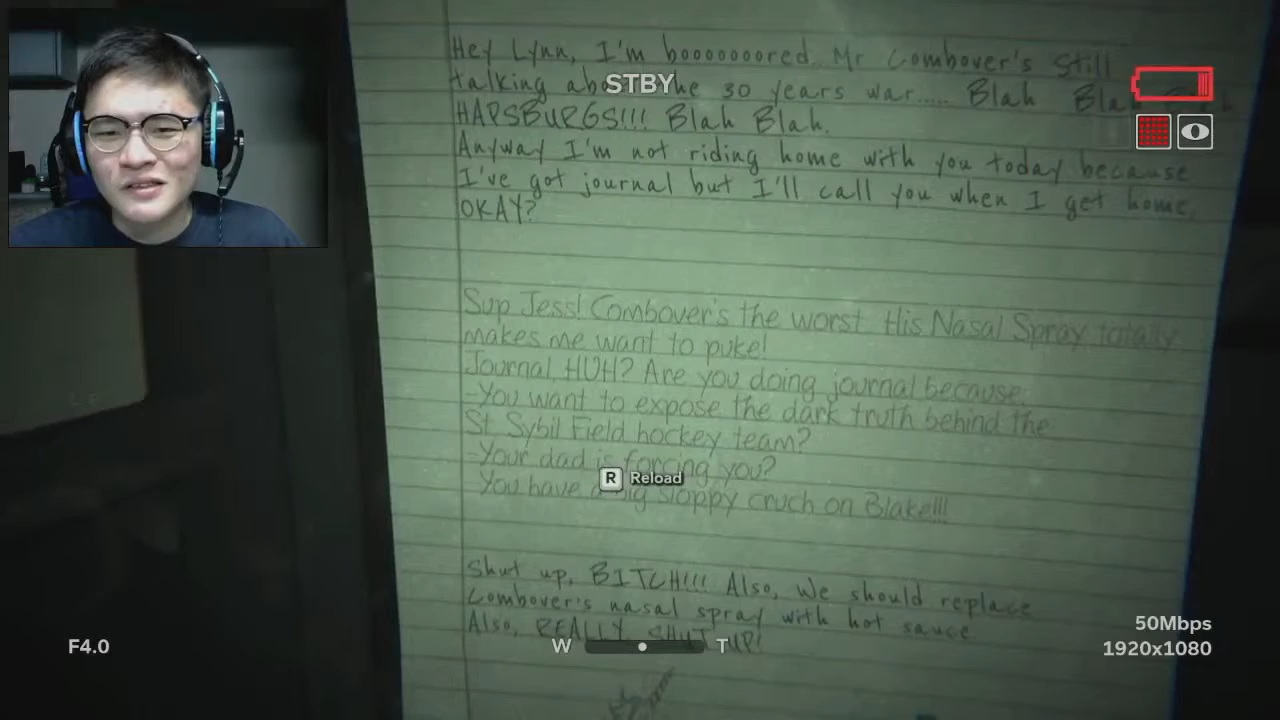 Hey Lynn, I'm boooooooored. Mr Combover's Still
talking the 30 years war..... Blah Blah
HAPSBURGS!!! Blah Blah.
Anyway I'm not riding home with you today because
I've got journal but I'll call you when I get home,
OKAY?
Sup Jess! Combover's the worst. His Nasal Spray totally
makes me want to puke!
Journal, HUH? Are you doing journal because:
-You want to expose the dark truth behind the
St. Sybil Field hockey team?
-Your dad is forcing you?
-You have a big sloppy cruch on Blake!!!
Shut up, BITCH!!! Also, We should replace
Combover's nasal spray with hot sauce
Also, REALLY SHUT UP!
STBY
R Reload
F4.0
W T
50Mbps
1920x1080